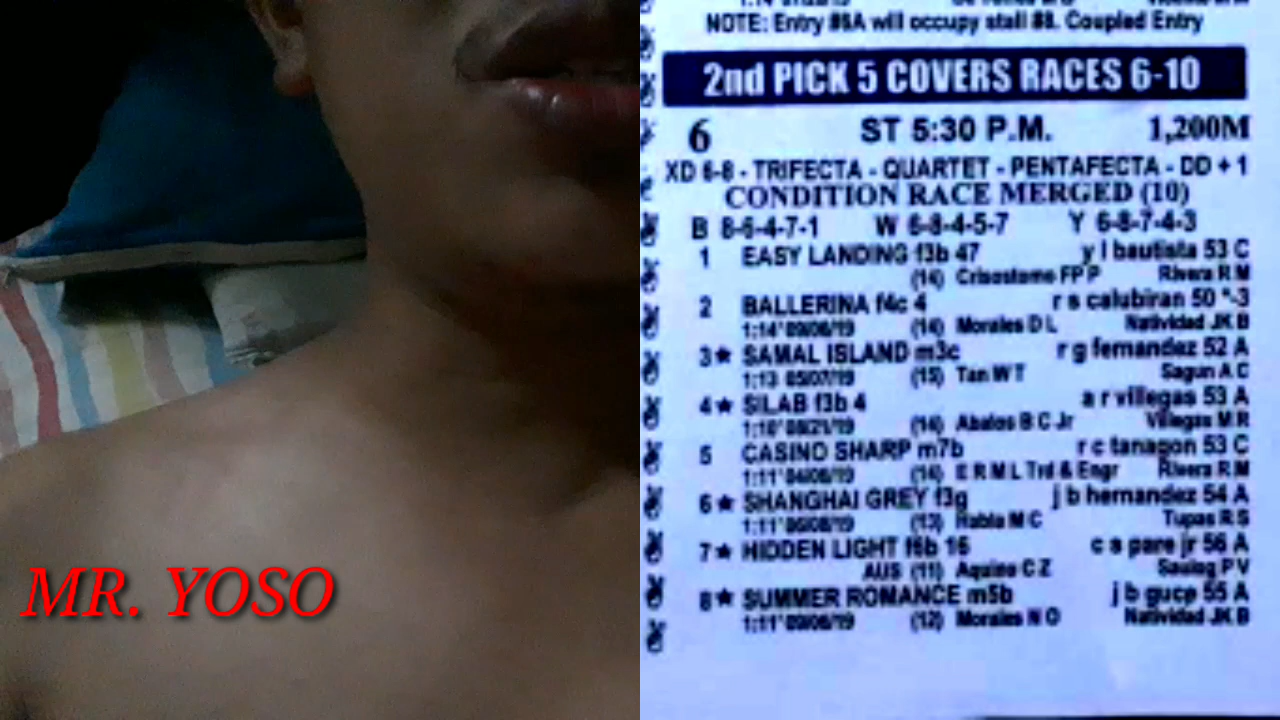 MR. YOSO
NOTE: Entry #8A will occupy stall #8. Coupled Entry
2nd PICK 5 COVERS RACES 6-10
6 ST 5:30 P.M. 1,200M
XD 6-8 - TRIFECTA - QUARTET - PENTAFECTA - DD + 1
CONDITION RACE MERGED (10)
B 8-6-4-7-1 W 6-8-4-5-7 Y 6-8-7-4-3
1 EASY LANDING f3b 47 y l bautista 53 C
(14) Crisostomo FP P Rivera R M
2 BALLERINA f4c 4 r s calubiran 50 *-3
(14) Morales D L Natividad JK B
3★ SAMAL ISLAND m3c r g fernandez 52 A
1:13 05/07/19 (15) Tan W T Sagun A C
4★ SILAB f3b 4 a r villegas 53 A
(14) Abalos B C Jr Villegas M R
5 CASINO SHARP m7b r c tanagon 53 C
(14) E R M L Trd & Engr Rivera R M
6★ SHANGHAI GREY f3g j b hernandez 54 A
(13) Habla M C Tupas R S
7★ HIDDEN LIGHT f6b 16 c s pare jr 56 A
AUS (11) Aquino C Z Saulog P V
8★ SUMMER ROMANCE m5b j b guce 55 A
(12) Morales N O Natividad JK B